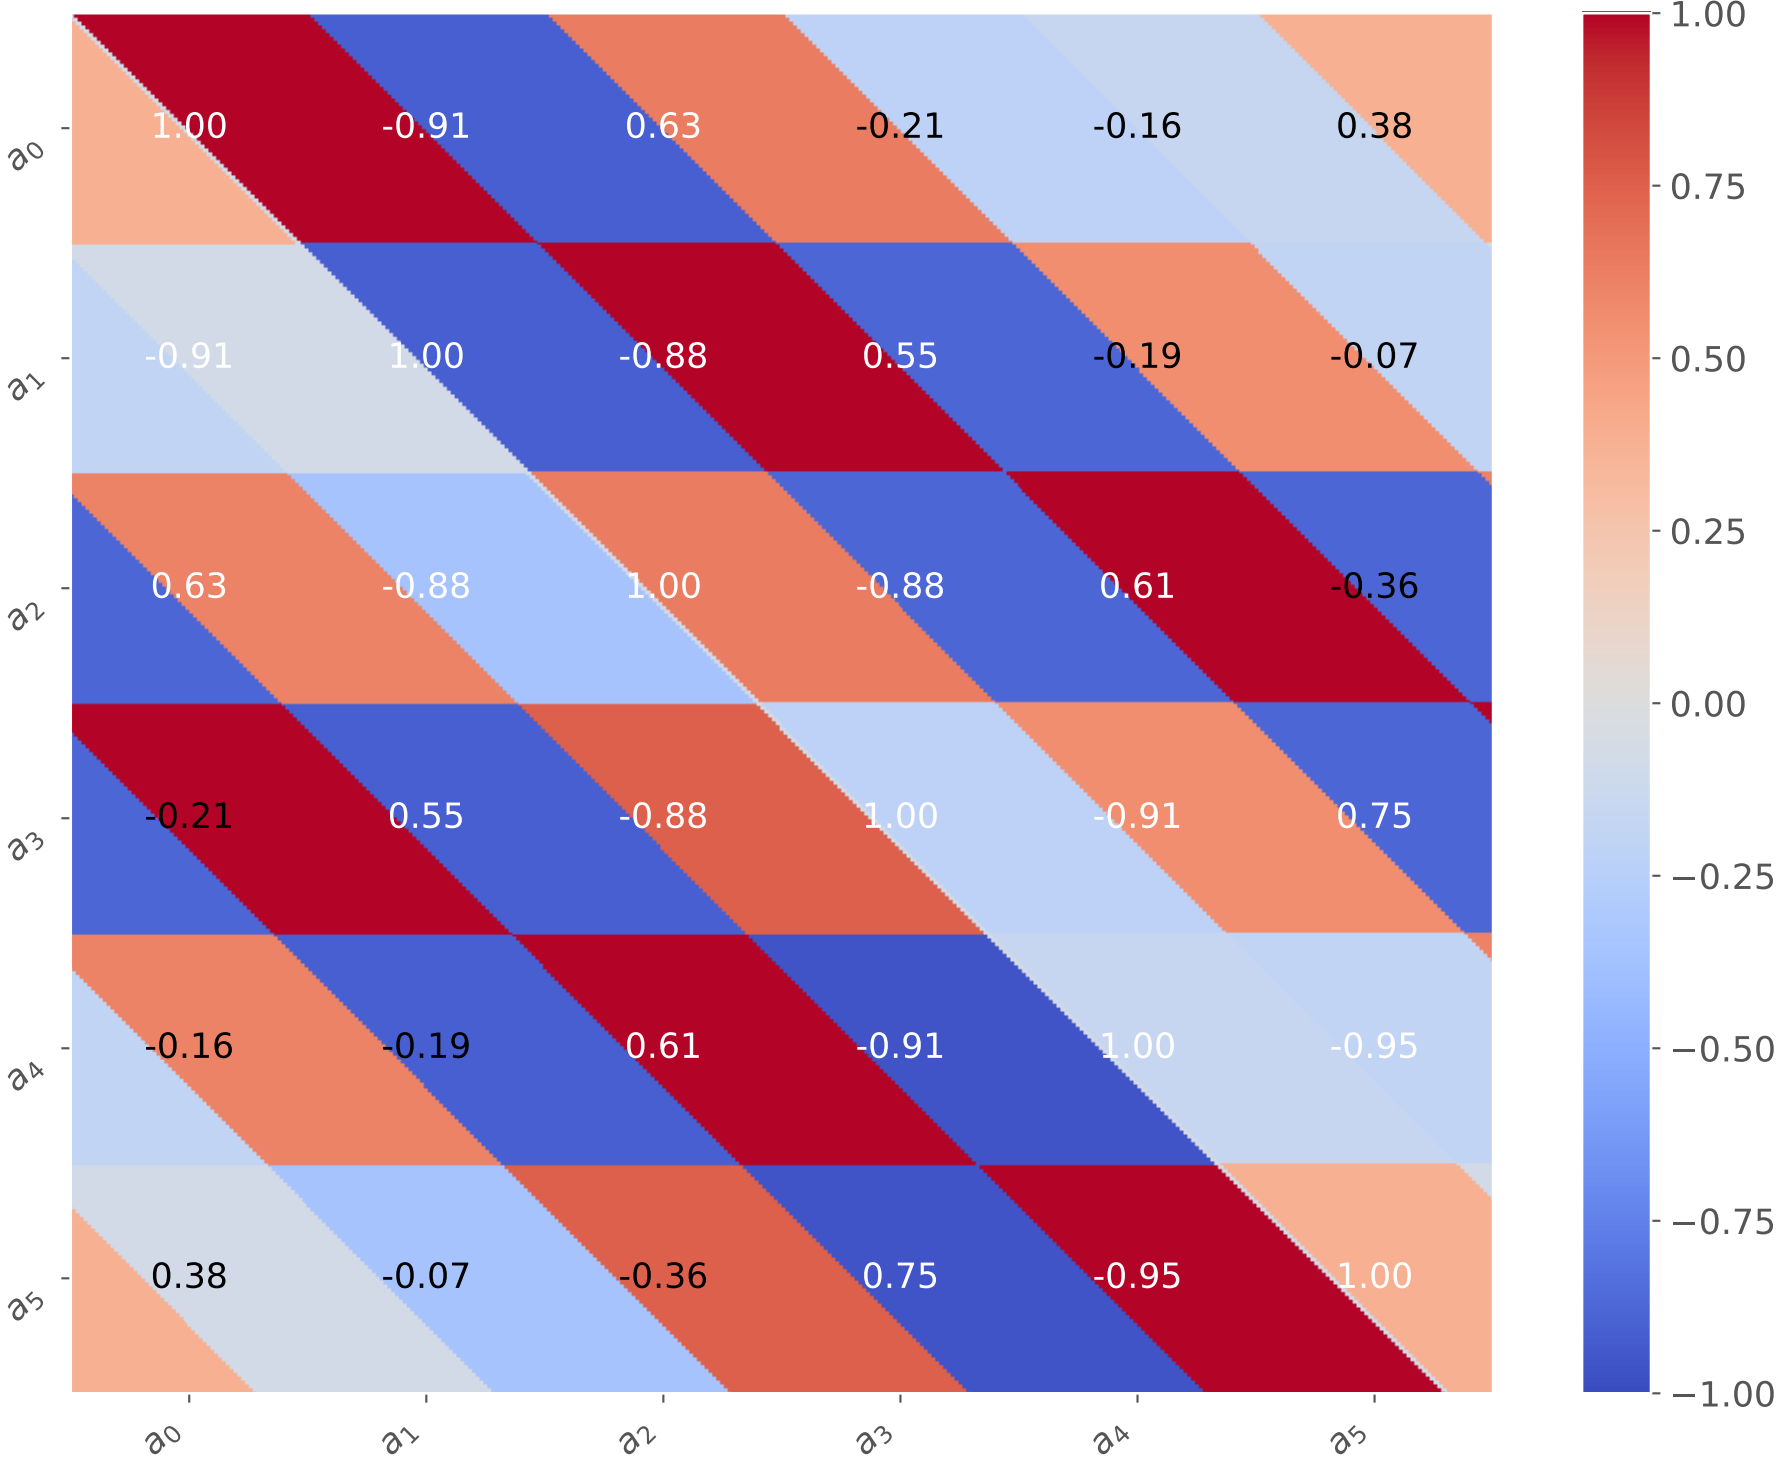 1.00
a0 1.00 -0.91 0.63 -0.21 -0.16 0.38
0.75
a1 -0.91 1.00 -0.88 0.55 -0.19 -0.07
0.50
0.25
a2 0.63 -0.88 1.00 -0.88 0.61 -0.36
0.00
a3 -0.21 0.55 -0.88 1.00 -0.91 0.75
−0.25
a4 -0.16 -0.19 0.61 -0.91 1.00 -0.95
−0.50
−0.75
a5 0.38 -0.07 -0.36 0.75 -0.95 1.00
−1.00
a0 a1 a2 a3 a4 a5